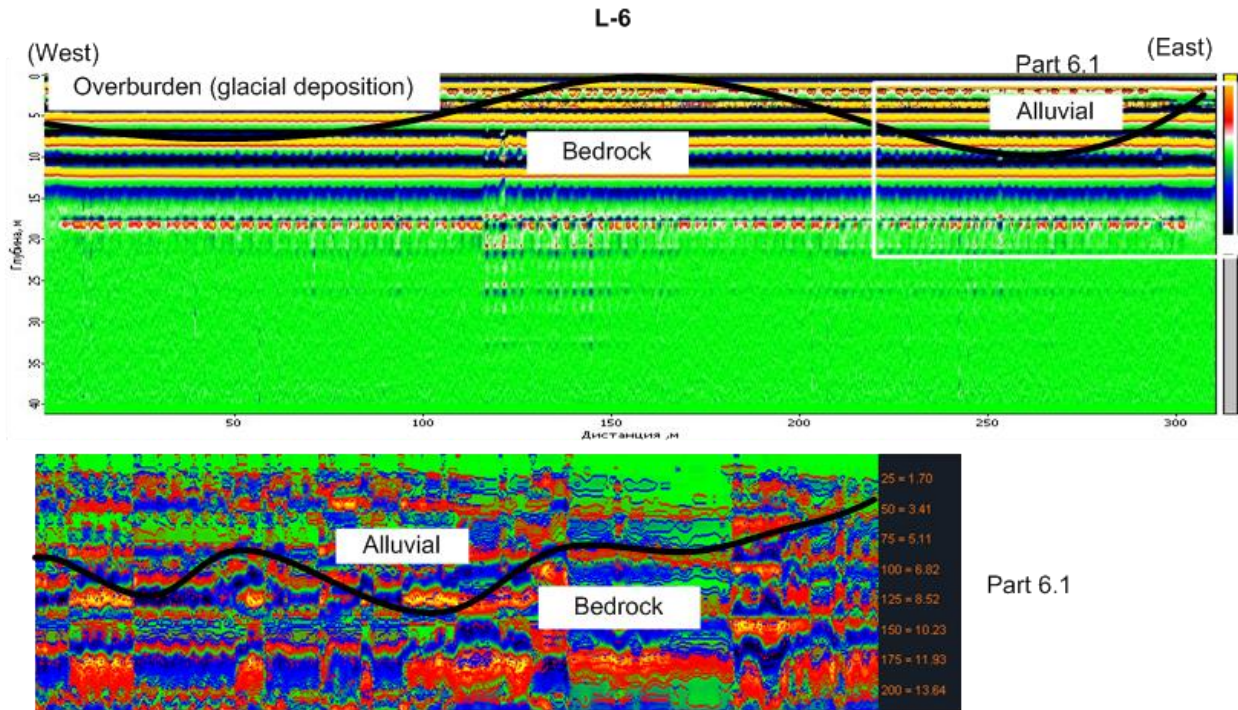 L-6
(West)
(East)
Part 6.1
Overburden (glacial deposition)
Alluvial
Bedrock
0
5
10
15
20
25
30
35
40
Глубина,м
50
100
150
200
250
300
Дистанция ,м
25 = 1.70
50 = 3.41
75 = 5.11
100 = 6.82
125 = 8.52
150 = 10.23
175 = 11.93
200 = 13.64
Alluvial
Bedrock
Part 6.1